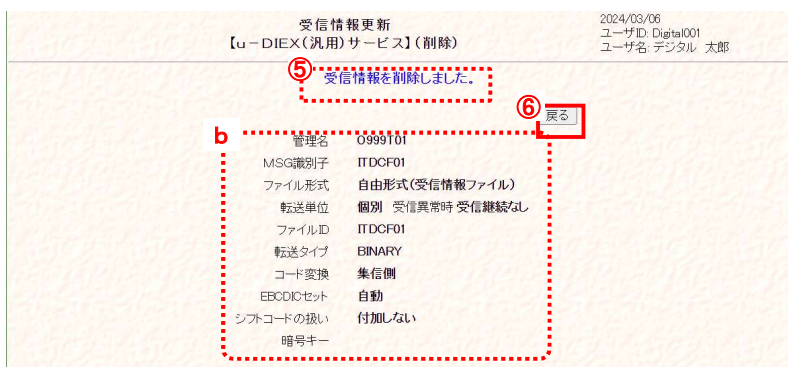 受信情報更新
【u－DIEX(汎用)サービス】(削除)
2024/03/06
ユーザID: Digital001
ユーザ名: デジタル 太郎
⑤
受信情報を削除しました。
⑥
戻る
b
管理名 O999T01
MSG識別子 ITDCF01
ファイル形式 自由形式(受信情報ファイル)
転送単位 個別 受信異常時 受信継続なし
ファイルID ITDCF01
転送タイプ BINARY
コード変換 集信側
EBCDICセット 自動
シフトコードの扱い 付加しない
暗号キー